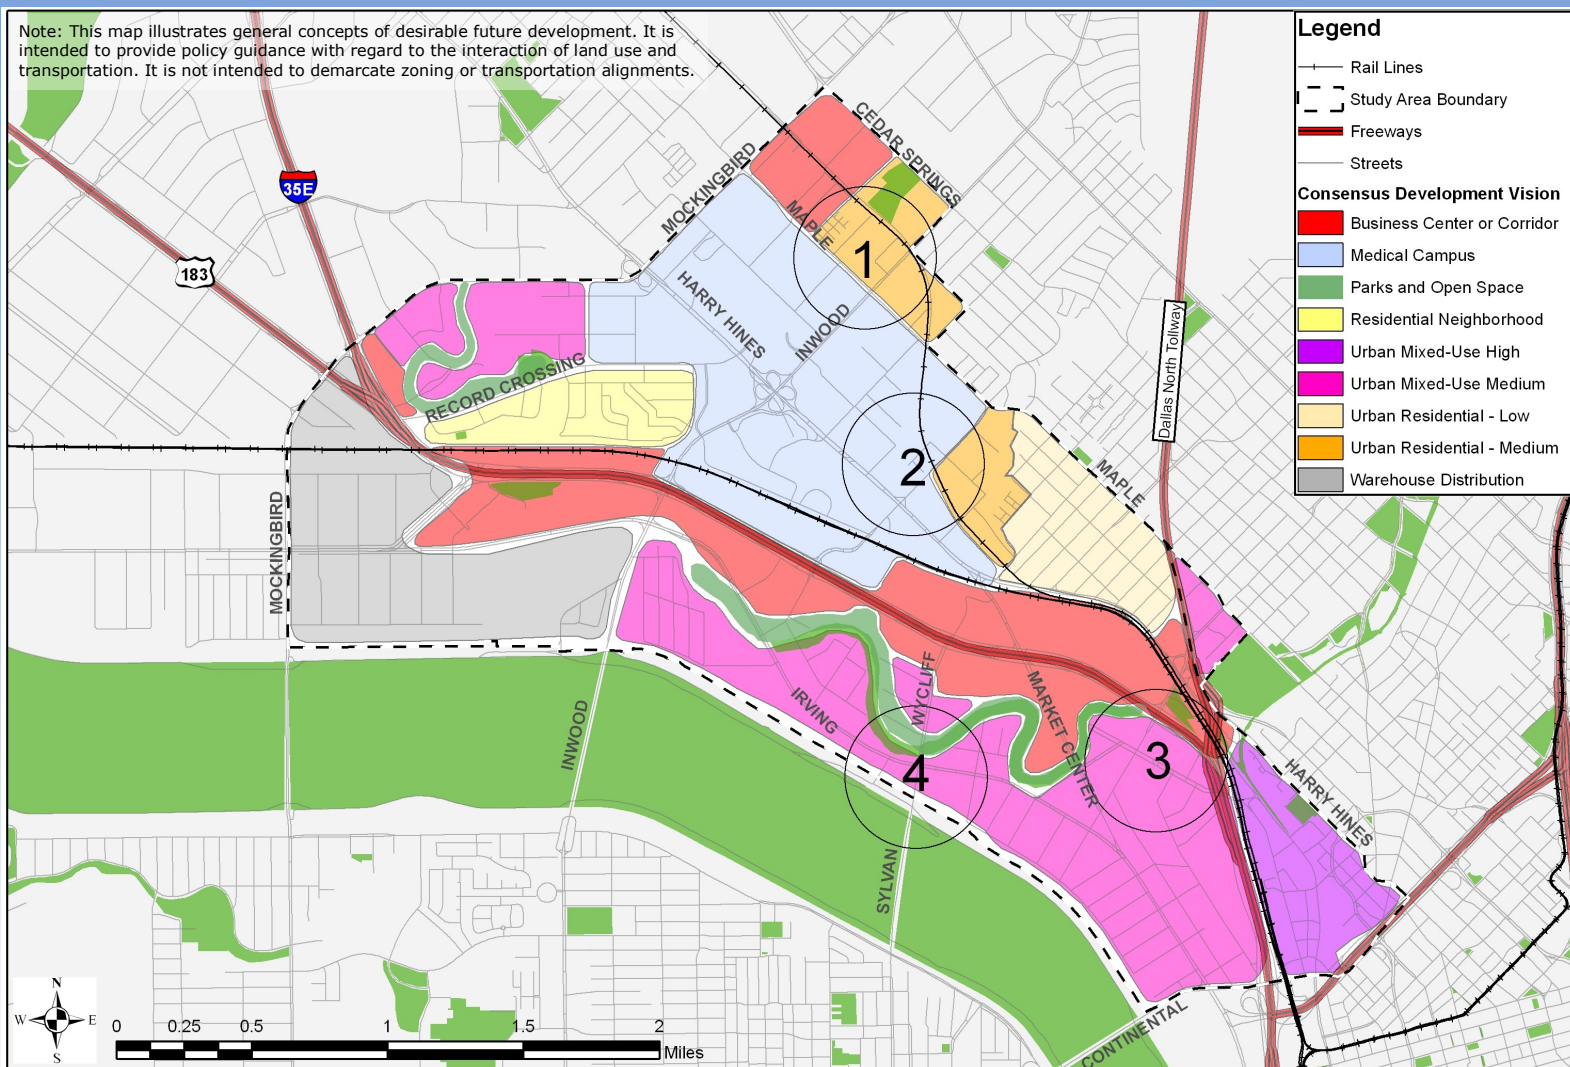 Note: This map illustrates general concepts of desirable future development. It is
intended to provide policy guidance with regard to the interaction of land use and
transportation. It is not intended to demarcate zoning or transportation alignments.
Legend
Rail Lines
Study Area Boundary
Freeways
Streets
Consensus Development Vision
Business Center or Corridor
Medical Campus
Parks and Open Space
Residential Neighborhood
Urban Mixed-Use High
Urban Mixed-Use Medium
Urban Residential - Low
Urban Residential - Medium
Warehouse Distribution
CEDAR SPRINGS
MOCKINGBIRD
MAPLE
35E
183
1
HARRY HINES
INWOOD
RECORD CROSSING
Dallas North Tollway
2
MAPLE
MOCKINGBIRD
WYCLIFF
MARKET CENTER
IRVING
INWOOD
3
4
HARRY HINES
SYLVAN
CONTINENTAL
N
W E
S
0 0.25 0.5 1 1.5 2
Miles